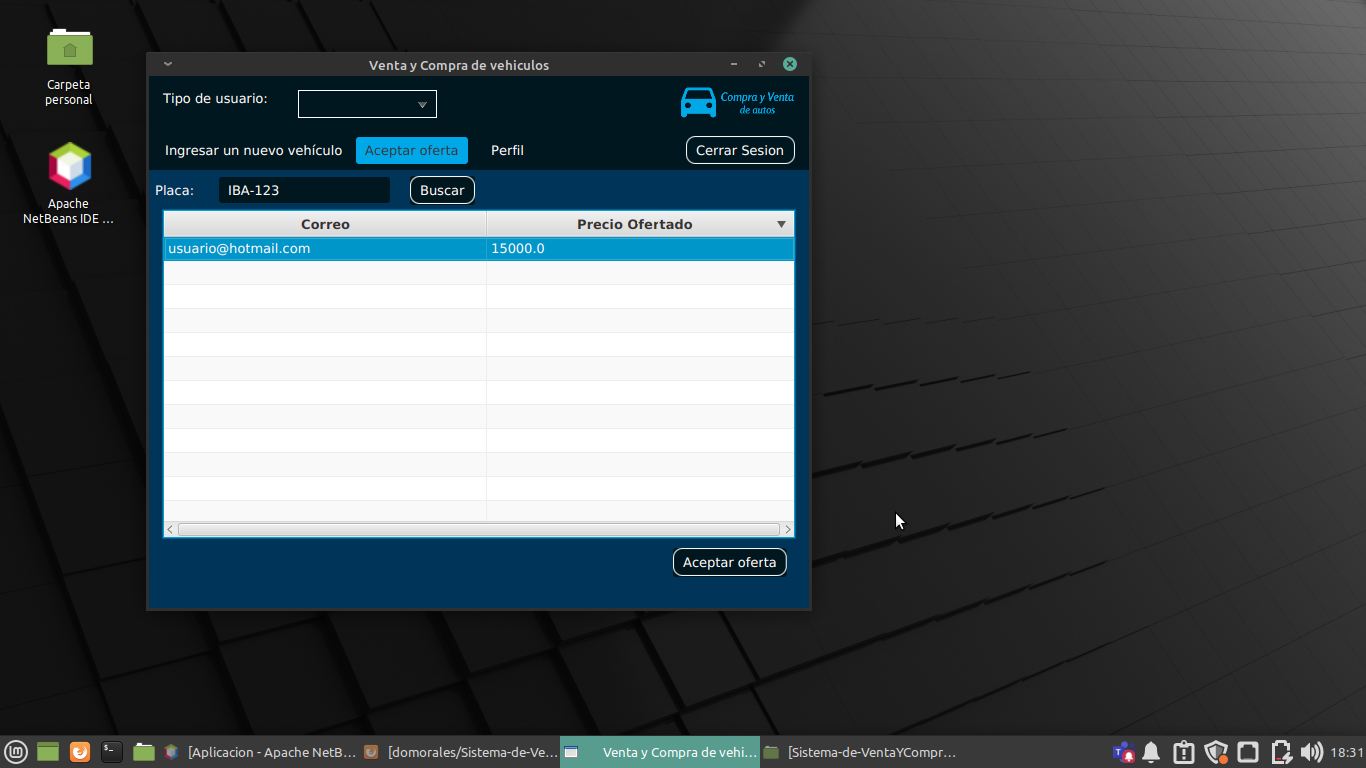 Carpeta
personal
Apache
NetBeans IDE ...
Venta y Compra de vehiculos
Tipo de usuario:
Compra y Venta
de autos
Ingresar un nuevo vehículo Aceptar oferta Perfil Cerrar Sesion
Placa: IBA-123 Buscar
Correo Precio Ofertado
usuario@hotmail.com 15000.0
Aceptar oferta
[Aplicacion - Apache NetB... [domorales/Sistema-de-Ve... Venta y Compra de vehi... [Sistema-de-VentaYCompr... 18:31